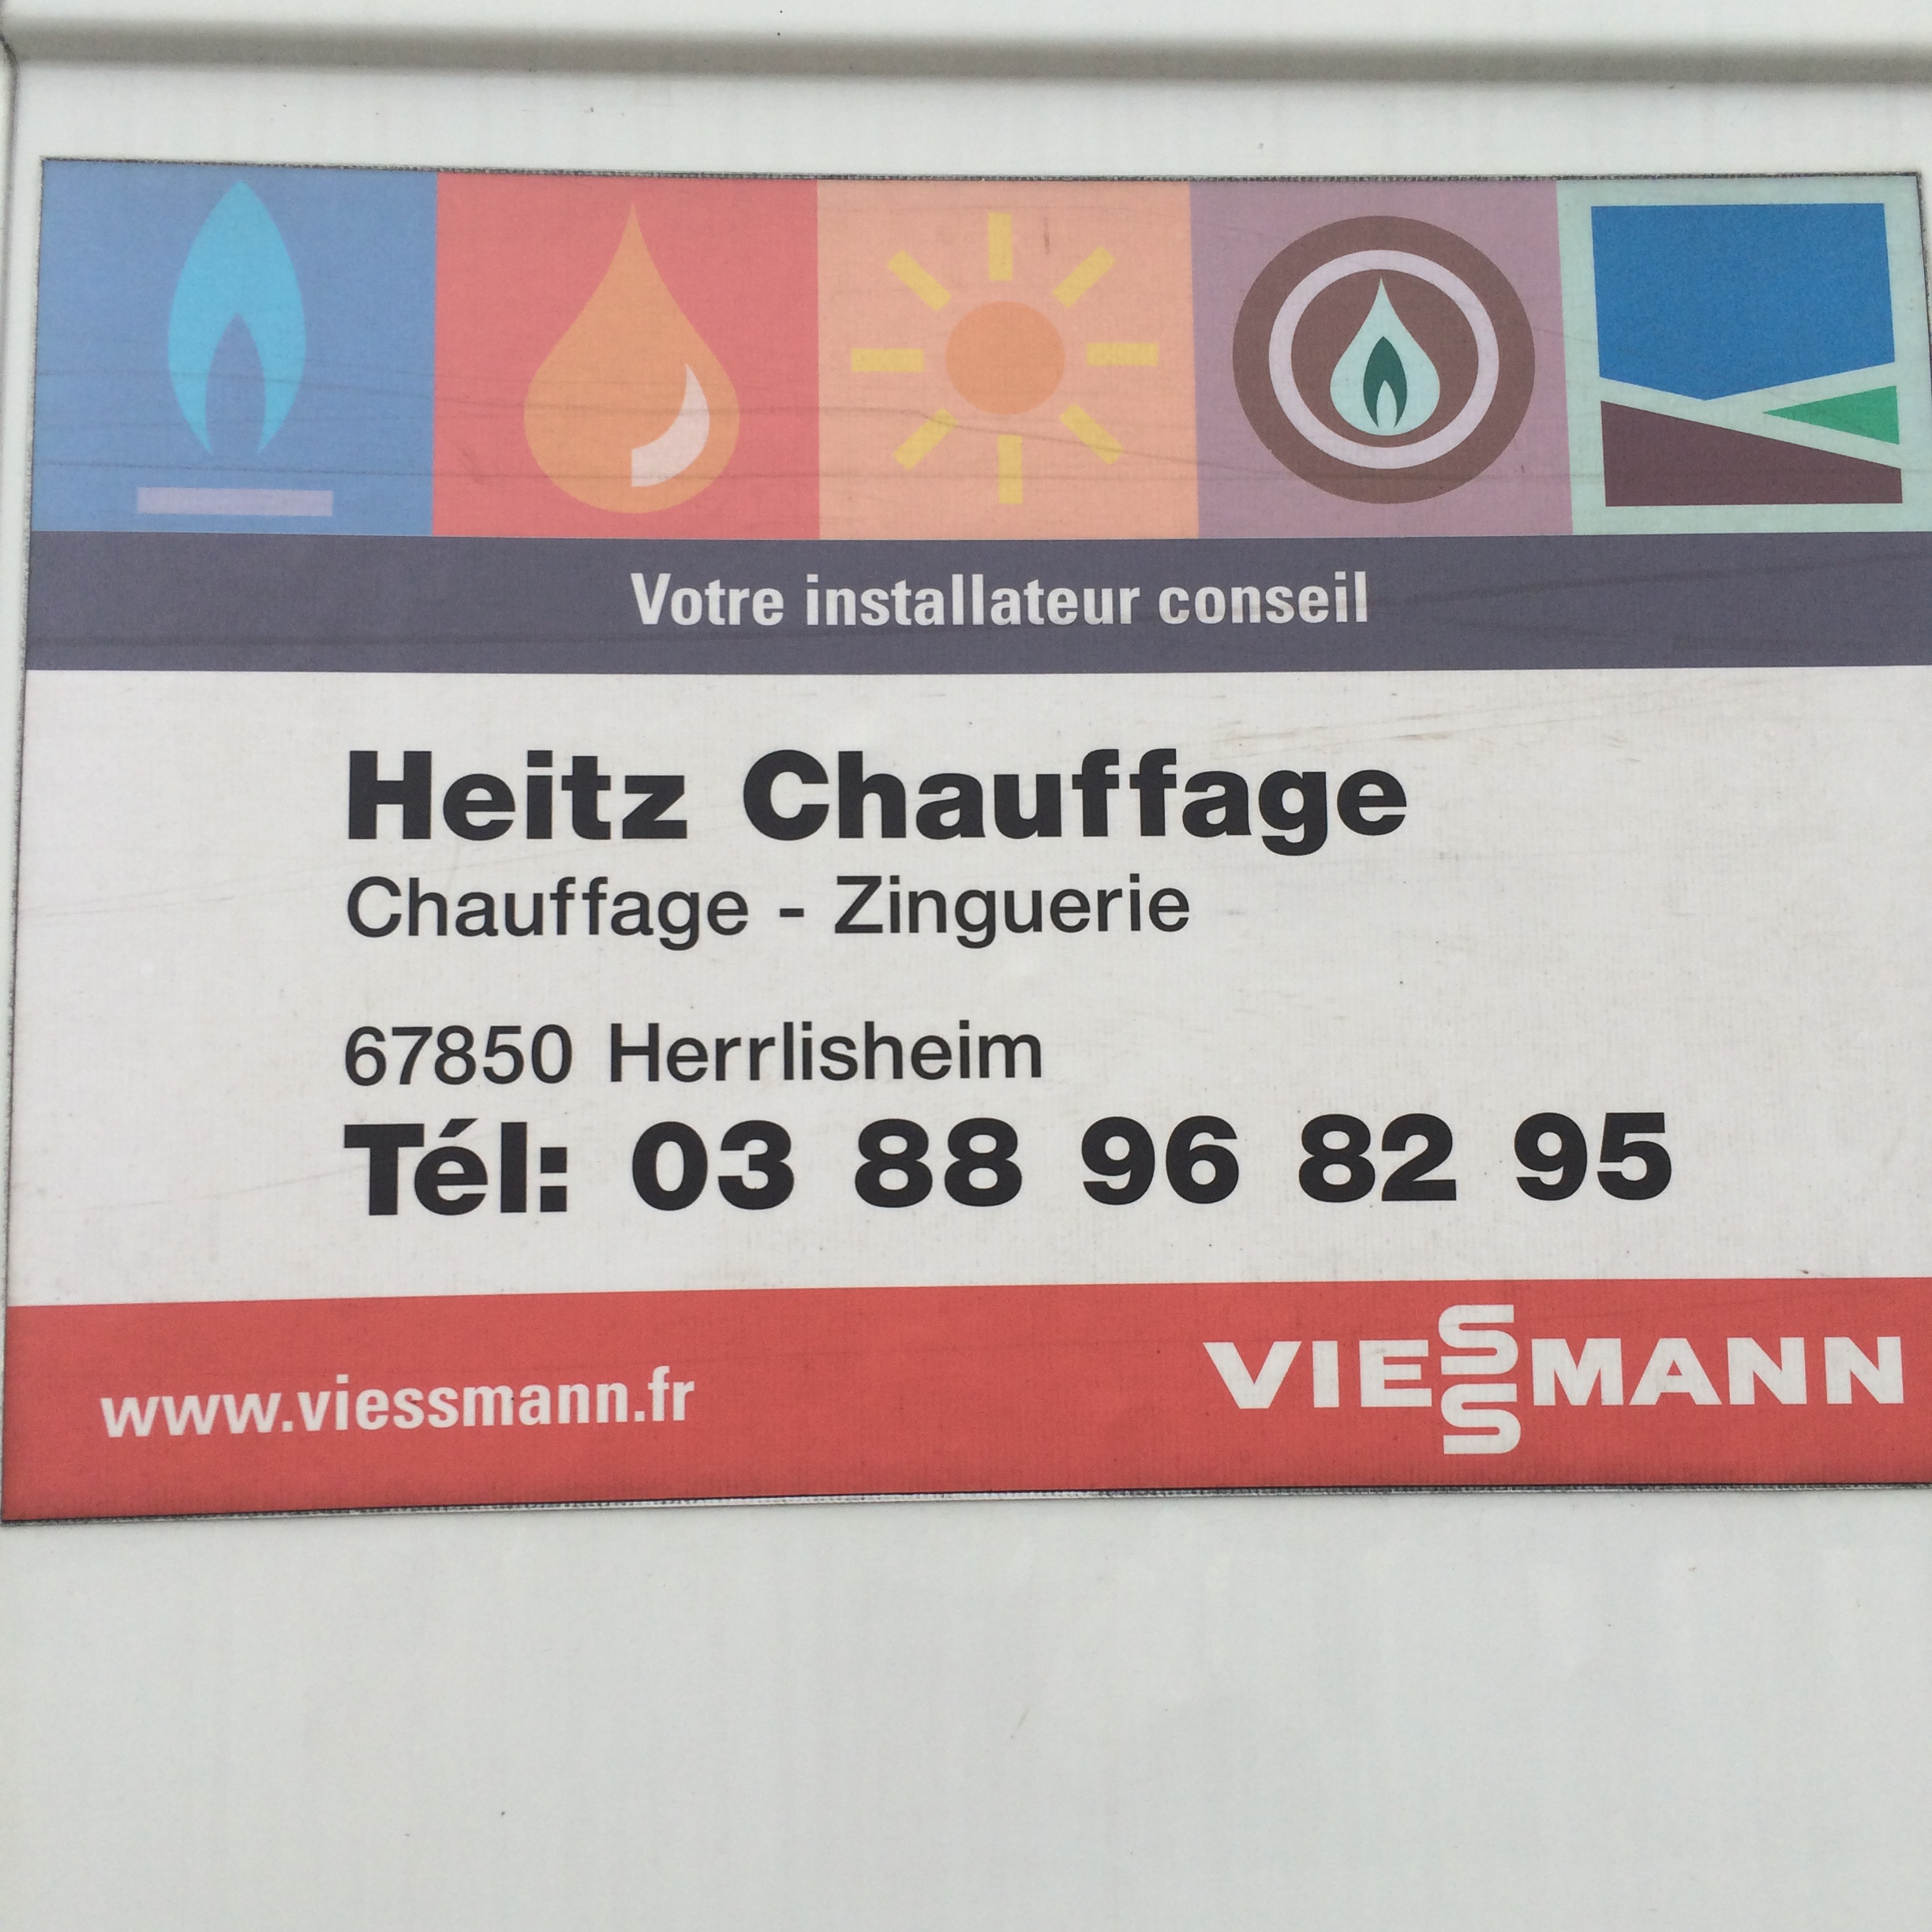 Votre installateur conseil
Heitz Chauffage
Chauffage - Zinguerie
67850 Herrlisheim
Tél: 03 88 96 82 95
www.viessmann.fr
VIESSMANN